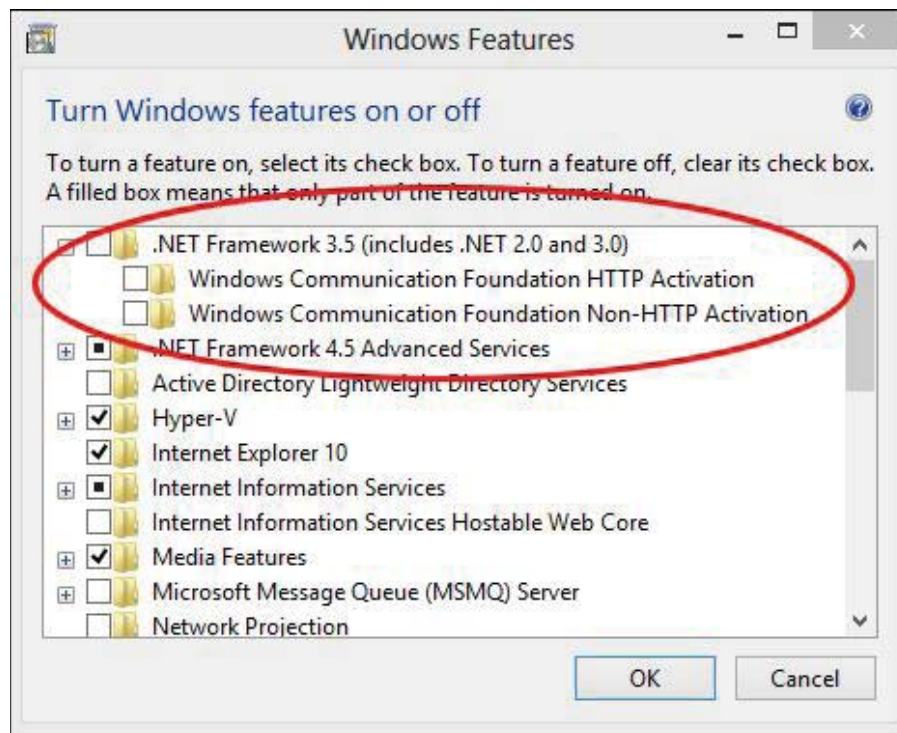 Windows Features
Turn Windows features on or off
To turn a feature on, select its check box. To turn a feature off, clear its check box.
A filled box means that only part of the feature is turned on.
.NET Framework 3.5 (includes .NET 2.0 and 3.0)
Windows Communication Foundation HTTP Activation
Windows Communication Foundation Non-HTTP Activation
.NET Framework 4.5 Advanced Services
Active Directory Lightweight Directory Services
Hyper-V
Internet Explorer 10
Internet Information Services
Internet Information Services Hostable Web Core
Media Features
Microsoft Message Queue (MSMQ) Server
Network Projection
OK Cancel